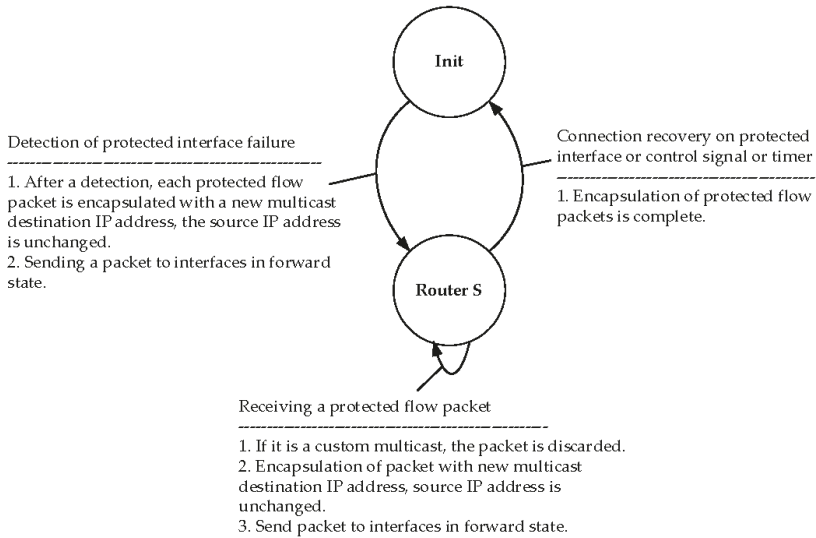 Init
Detection of protected interface failure
1. After a detection, each protected flow
packet is encapsulated with a new multicast
destination IP address, the source IP address
is unchanged.
2. Sending a packet to interfaces in forward
state.
Connection recovery on protected
interface or control signal or timer
1. Encapsulation of protected flow
packets is complete.
Router S
Receiving a protected flow packet
1. If it is a custom multicast, the packet is discarded.
2. Encapsulation of packet with new multicast
destination IP address, source IP address is
unchanged.
3. Send packet to interfaces in forward state.